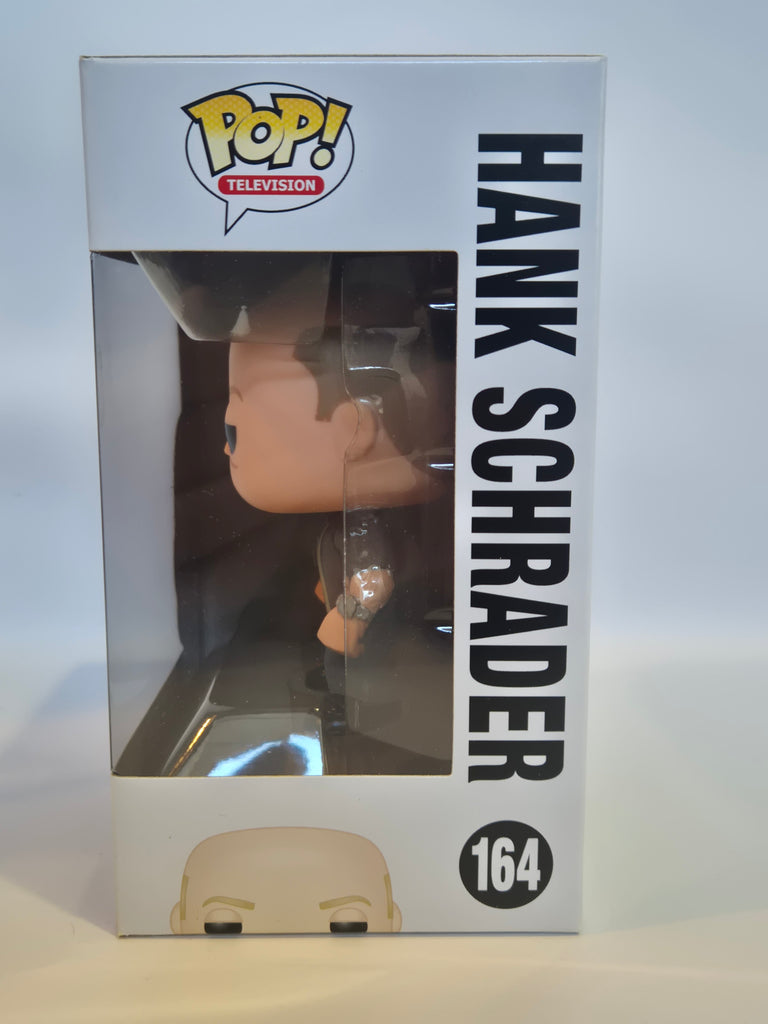 POP!
TELEVISION
HANK SCHRADER
164